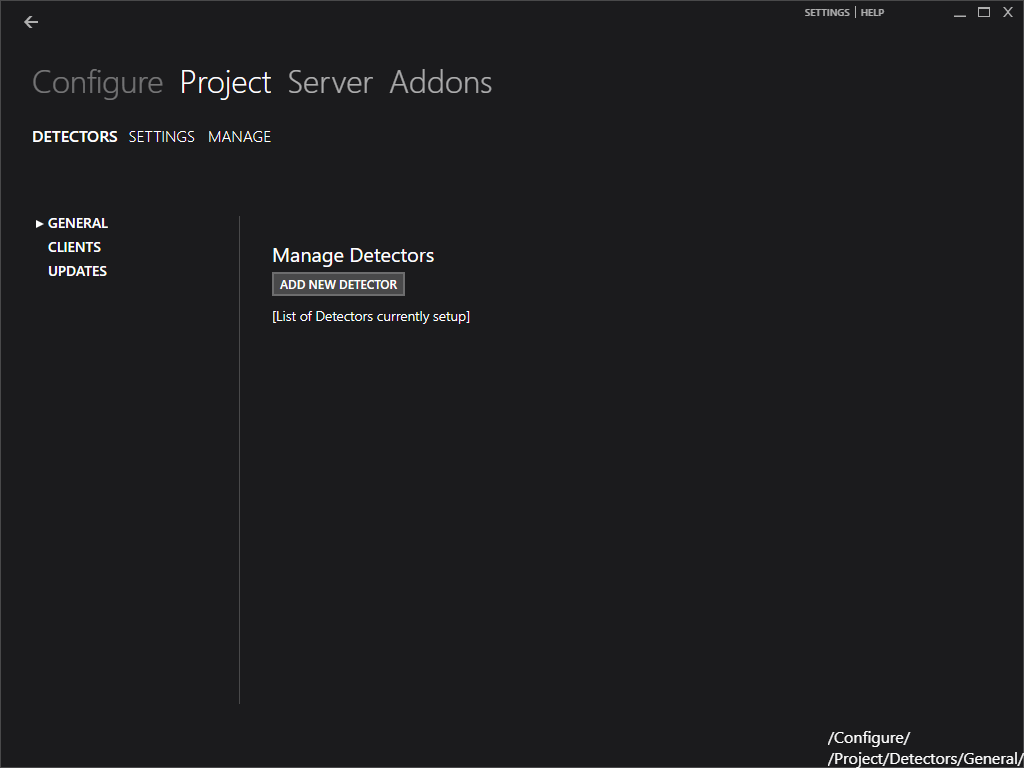 SETTINGS | HELP
Configure Project Server Addons
DETECTORS SETTINGS MANAGE
GENERAL
CLIENTS
UPDATES
Manage Detectors
ADD NEW DETECTOR
[List of Detectors currently setup]
/Configure/
/Project/Detectors/General/